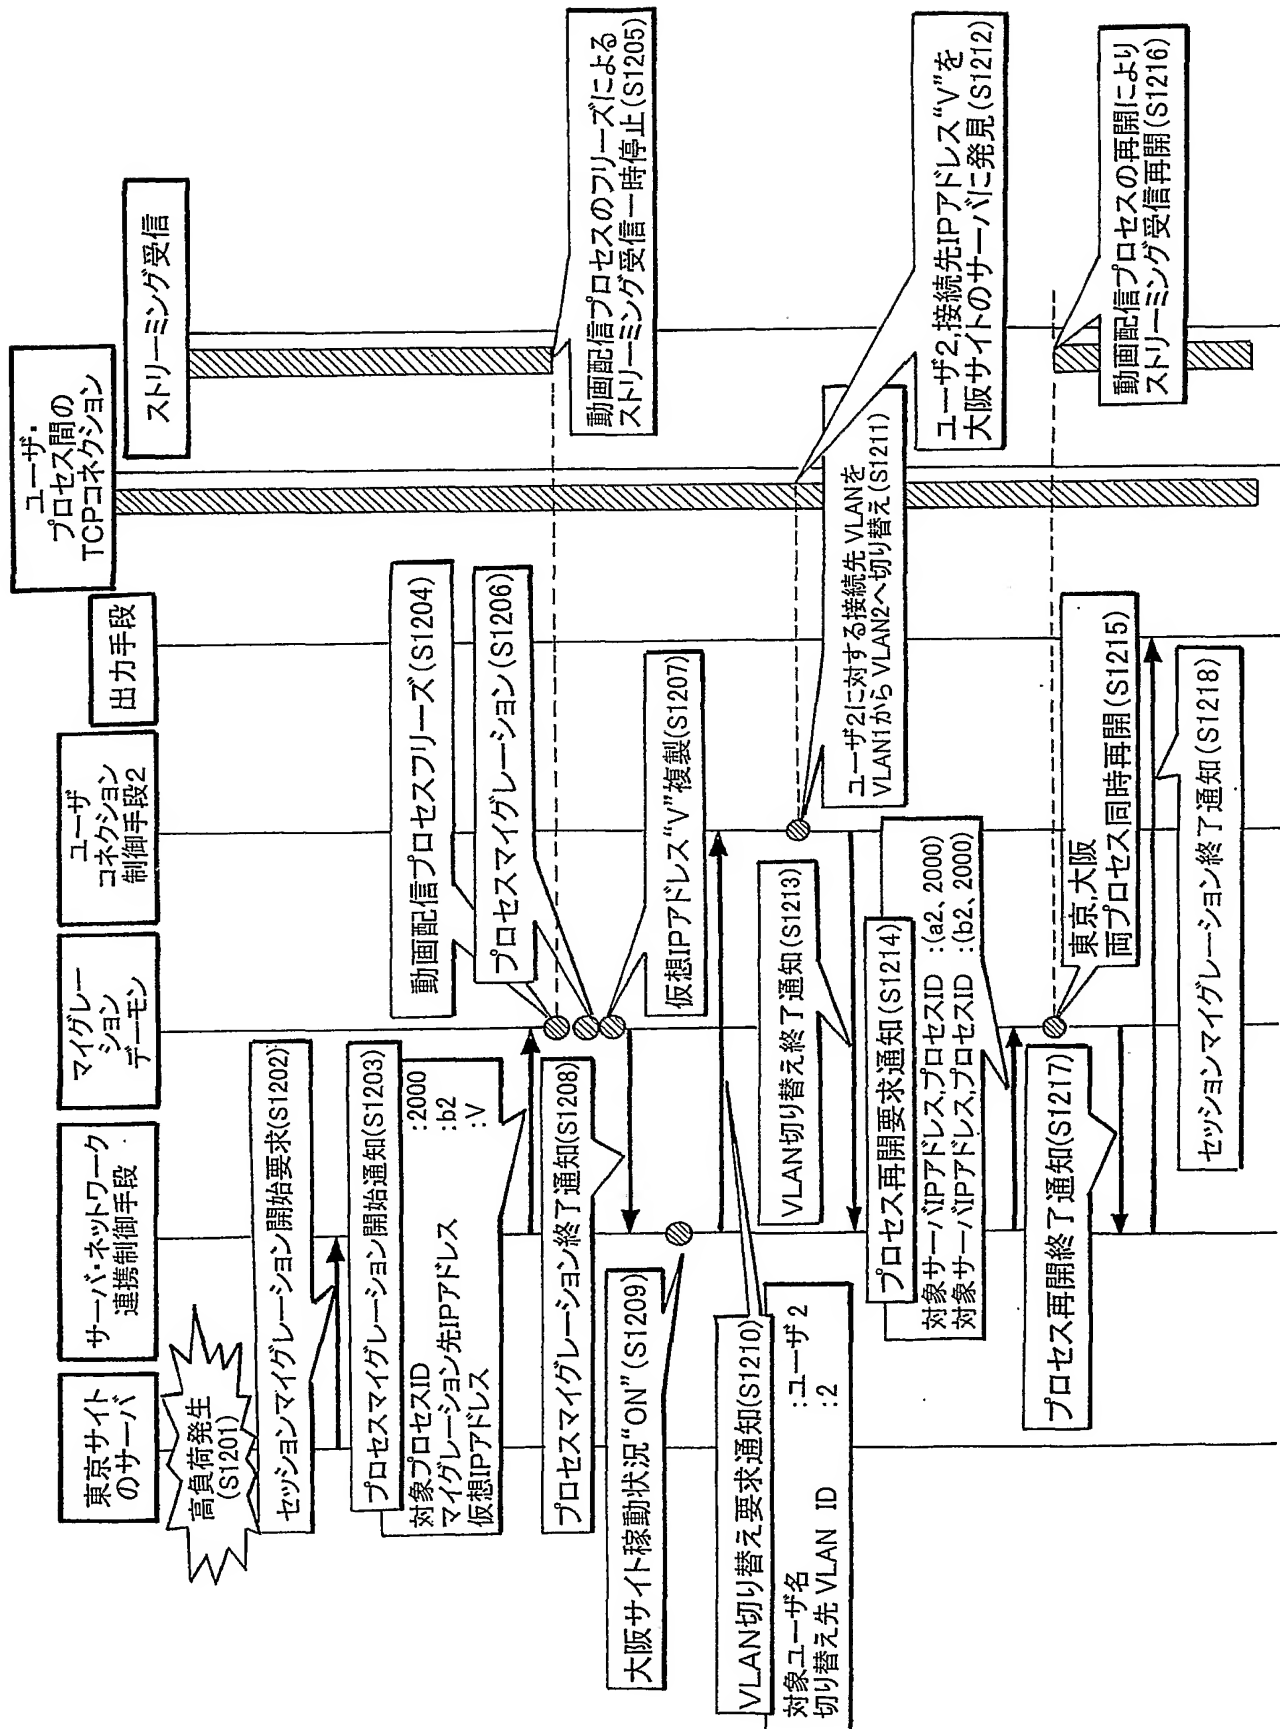 東京サイト
のサーバ
サーバ・ネットワーク
連携制御手段
マイグレー
ション
デーモン
ユーザ
コネクション
制御手段2
出力手段
ユーザ・
プロセス間の
TCPコネクション
ストリーミング受信
高負荷発生
(S1201)
セッションマイグレーション開始要求(S1202)
プロセスマイグレーション開始通知(S1203)
対象プロセスID :2000
マイグレーション先IPアドレス :b2
仮想IPアドレス :V
動画配信プロセスフリーズ(S1204)
動画配信プロセスのフリーズによる
ストリーミング受信一時停止(S1205)
プロセスマイグレーション(S1206)
仮想IPアドレス“V”複製(S1207)
プロセスマイグレーション終了通知(S1208)
大阪サイト稼動状況“ON”(S1209)
VLAN切り替え要求通知(S1210)
対象ユーザ名 :ユーザ2
切り替え先 VLAN ID :2
ユーザ2に対する接続先 VLANを
VLAN1から VLAN2へ切り替え(S1211)
ユーザ2,接続先IPアドレス“V”を
大阪サイトのサーバに発見(S1212)
VLAN切り替え終了通知(S1213)
プロセス再開要求通知(S1214)
対象サーバIPアドレス,プロセスID :(a2、2000)
対象サーバIPアドレス,プロセスID :(b2、2000)
東京,大阪
両プロセス同時再開(S1215)
動画配信プロセスの再開により
ストリーミング受信再開(S1216)
プロセス再開終了通知(S1217)
セッションマイグレーション終了通知(S1218)